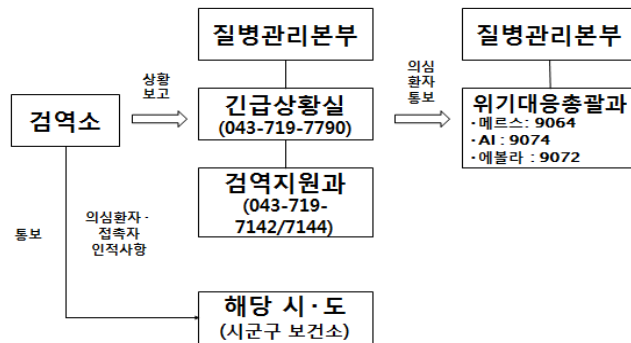 질병관리본부
질병관리본부
상황
보고
의심
환자
통보
검역소
긴급상황실
(043-719-7790)
위기대응총괄과
·메르스: 9064
·AI : 9074
·에볼라 : 9072
검역지원과
(043-719-
7142/7144)
통보
의심환자·
접촉자
인적사항
해당 시·도
(시군구 보건소)